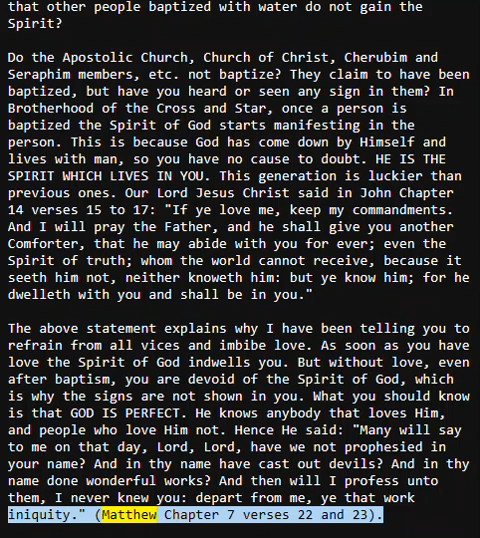 that other people baptized with water do not gain the
Spirit?
Do the Apostolic Church, Church of Christ, Cherubim and
Seraphim members, etc. not baptize? They claim to have been
baptized, but have you heard or seen any sign in them? In
Brotherhood of the Cross and Star, once a person is
baptized the Spirit of God starts manifesting in the
person. This is because God has come down by Himself and
lives with man, so you have no cause to doubt. HE IS THE
SPIRIT WHICH LIVES IN YOU. This generation is luckier than
previous ones. Our Lord Jesus Christ said in John Chapter
14 verses 15 to 17: "If ye love me, keep my commandments.
And I will pray the Father, and he shall give you another
Comforter, that he may abide with you for ever; even the
Spirit of truth; whom the world cannot receive, because it
seeth him not, neither knoweth him: but ye know him; for he
dwelleth with you and shall be in you."
The above statement explains why I have been telling you to
refrain from all vices and imbibe love. As soon as you have
love the Spirit of God indwells you. But without love, even
after baptism, you are devoid of the Spirit of God, which
is why the signs are not shown in you. What you should know
is that GOD IS PERFECT. He knows anybody that loves Him,
and people who love Him not. Hence He said: "Many will say
to me on that day, Lord, Lord, have we not prophesied in
your name? And in thy name have cast out devils? And in thy
name done wonderful works? And then will I profess unto
them, I never knew you: depart from me, ye that work
iniquity." (Matthew Chapter 7 verses 22 and 23).